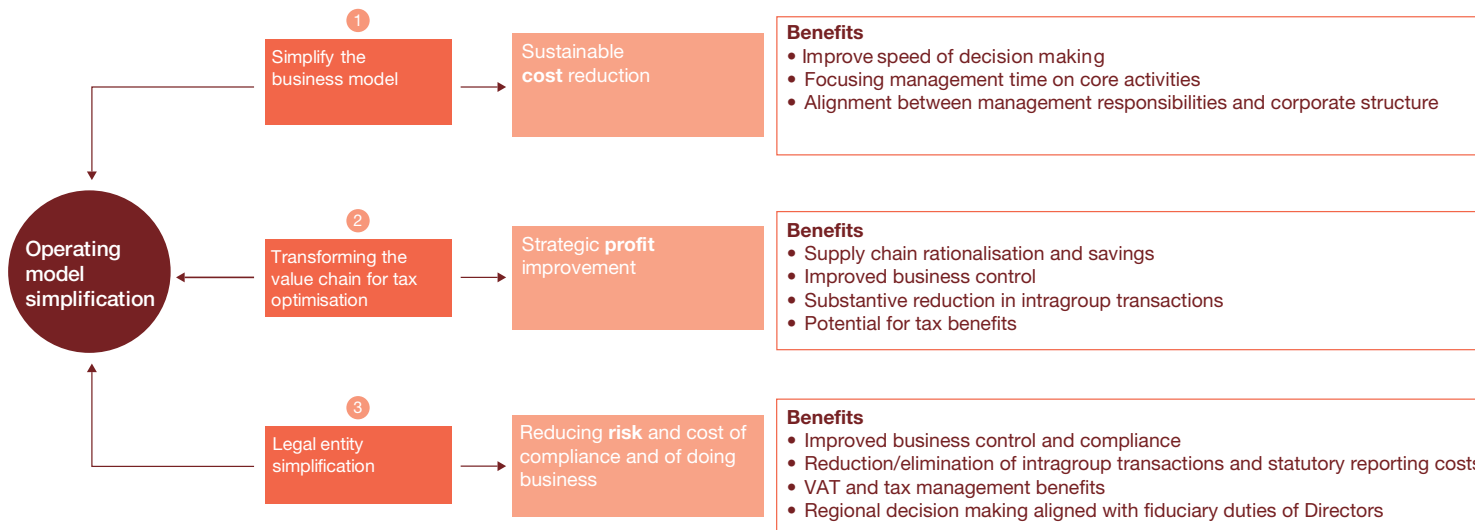 Operating
model
simplification
1
Simplify the
business model
Sustainable
cost reduction
Benefits
• Improve speed of decision making
• Focusing management time on core activities
• Alignment between management responsibilities and corporate structure
2
Transforming the
value chain for tax
optimisation
Strategic profit
improvement
Benefits
• Supply chain rationalisation and savings
• Improved business control
• Substantive reduction in intragroup transactions
• Potential for tax benefits
3
Legal entity
simplification
Reducing risk and cost of
compliance and of doing
business
Benefits
• Improved business control and compliance
• Reduction/elimination of intragroup transactions and statutory reporting costs
• VAT and tax management benefits
• Regional decision making aligned with fiduciary duties of Directors